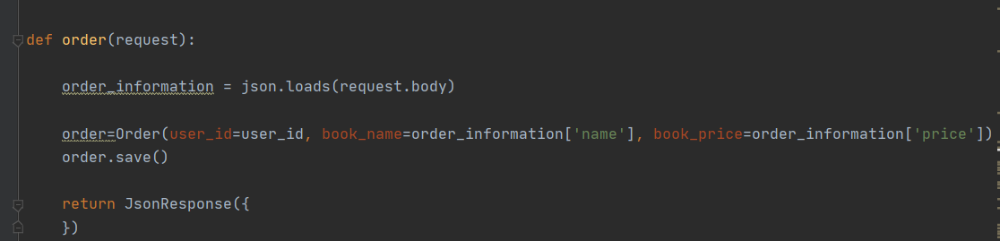 def order(request):
order_information = json.loads(request.body)
order=Order(user_id=user_id, book_name=order_information['name'], book_price=order_information['price'])
order.save()
return JsonResponse({
})